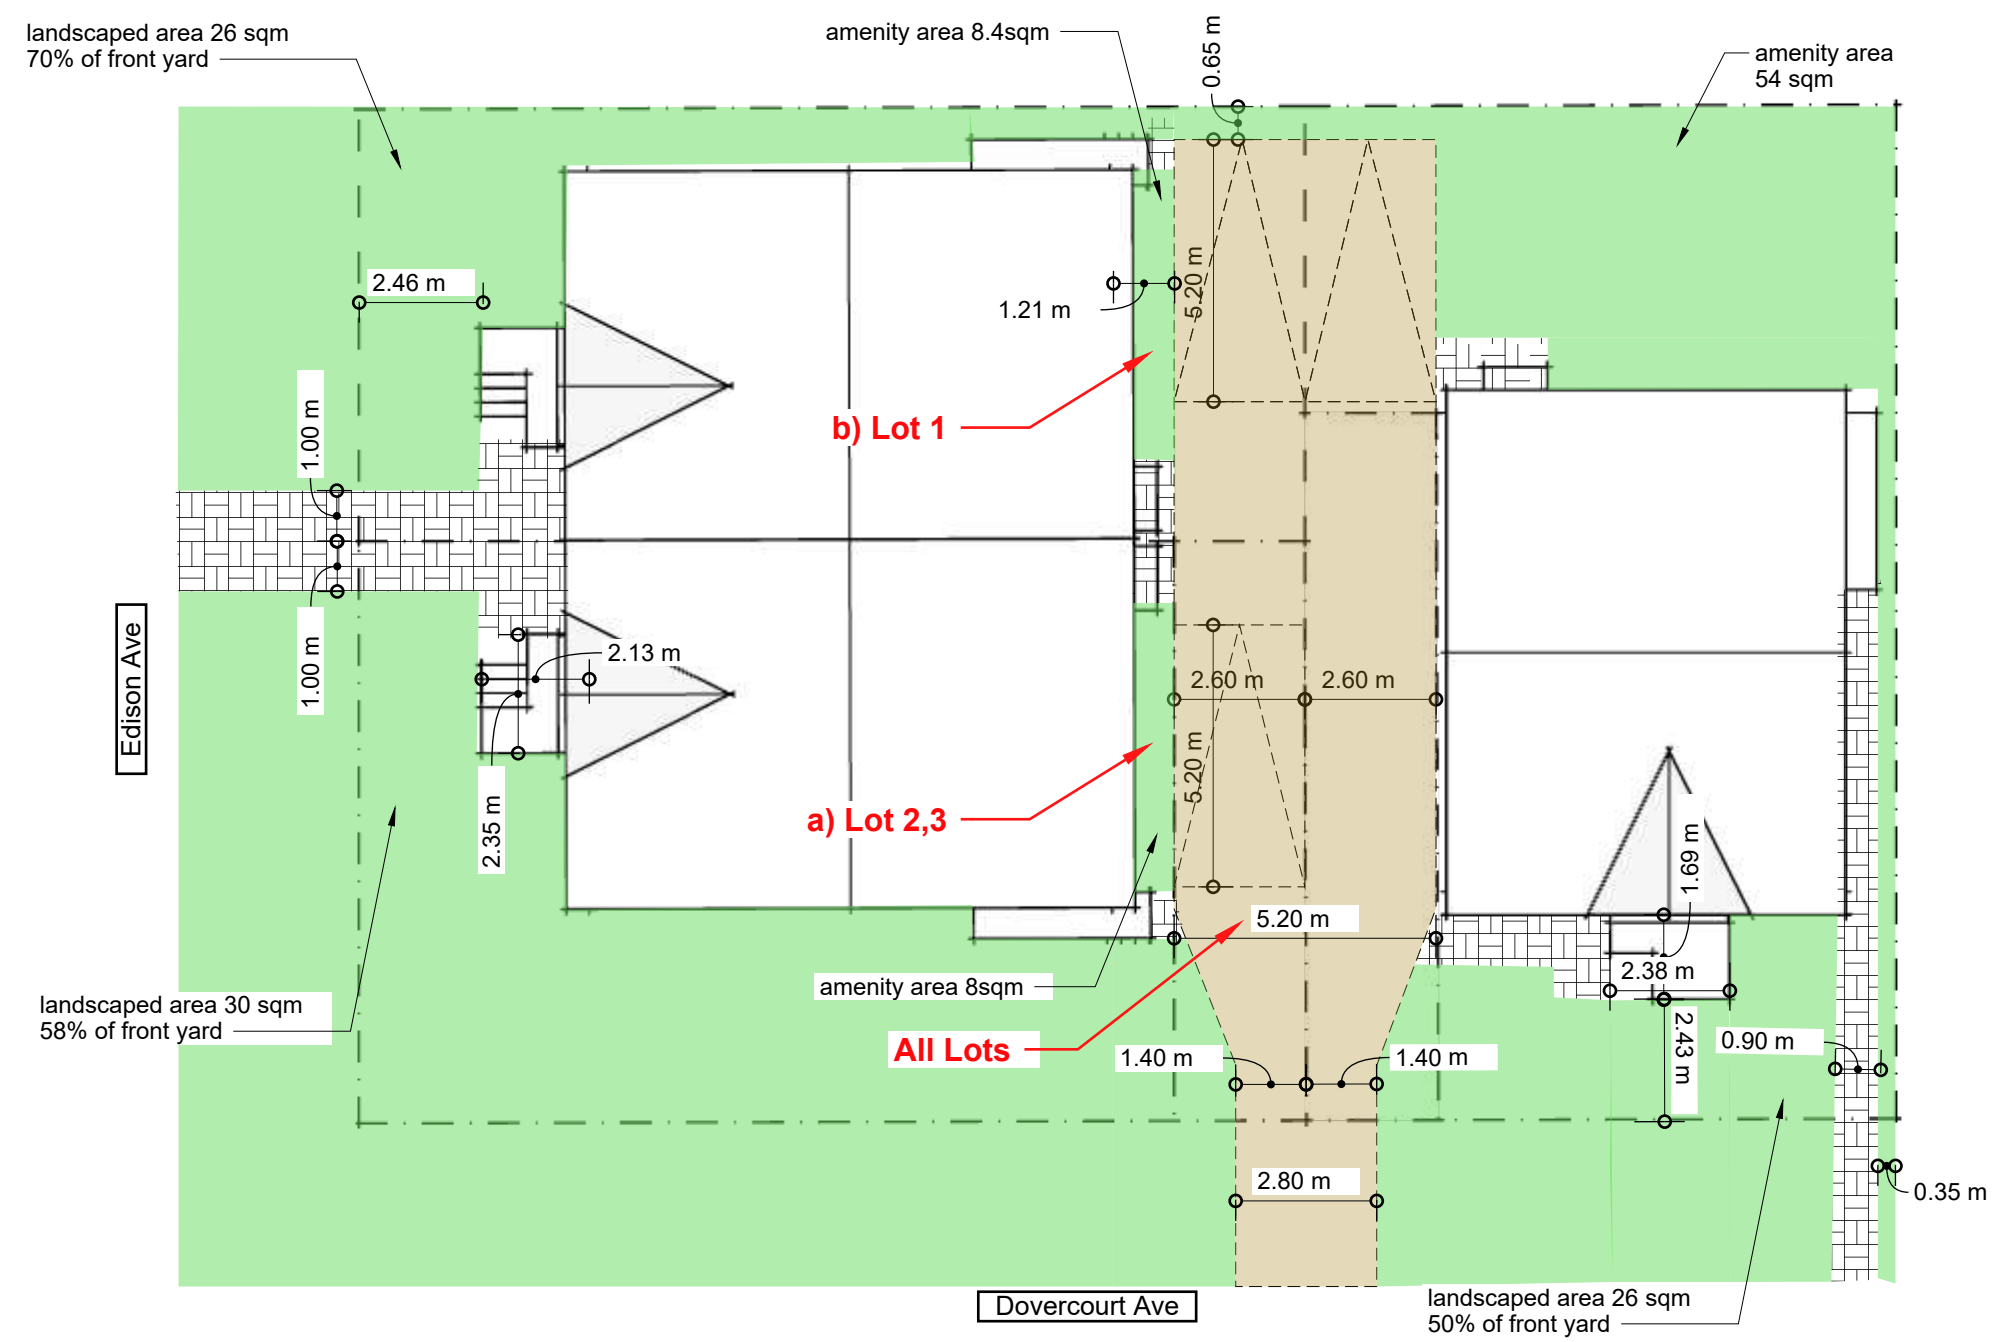 landscaped area 26 sqm
70% of front yard
amenity area 8.4sqm
0.65 m
amenity area
54 sqm
2.46 m
5.20 m
1.21 m
b) Lot 1
1.00 m
1.00 m
Edison Ave
2.13 m
2.35 m
2.60 m
2.60 m
5.20 m
a) Lot 2,3
1.69 m
5.20 m
2.38 m
amenity area 8sqm
landscaped area 30 sqm
58% of front yard
All Lots
1.40 m
1.40 m
2.43 m
0.90 m
2.80 m
0.35 m
Dovercourt Ave
landscaped area 26 sqm
50% of front yard